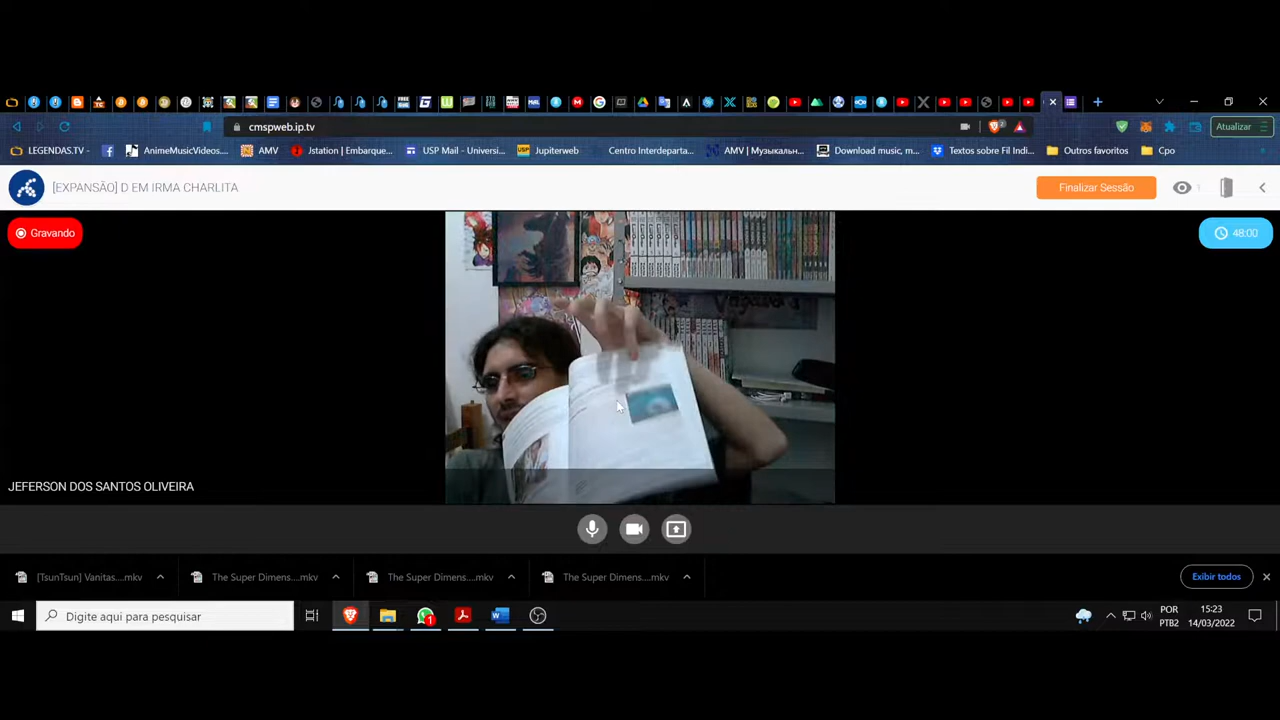 cmspweb.ip.tv
2
Atualizar
LEGENDAS.TV -
AnimeMusicVideos....
AMV
Jstation | Embarque...
USP Mail - Universi...
Jupiterweb
Centro Interdeparta...
AMV | Музыкальн...
Download music, m...
Textos sobre Fil Indi...
Outros favoritos
Cpo
[EXPANSÃO] D EM IRMA CHARLITA
Finalizar Sessão
1
Gravando
48:00
JEFERSON DOS SANTOS OLIVEIRA
[TsunTsun] Vanitas....mkv
The Super Dimens....mkv
The Super Dimens....mkv
The Super Dimens....mkv
Exibir todos
Digite aqui para pesquisar
1
POR
PTB2
15:23
14/03/2022